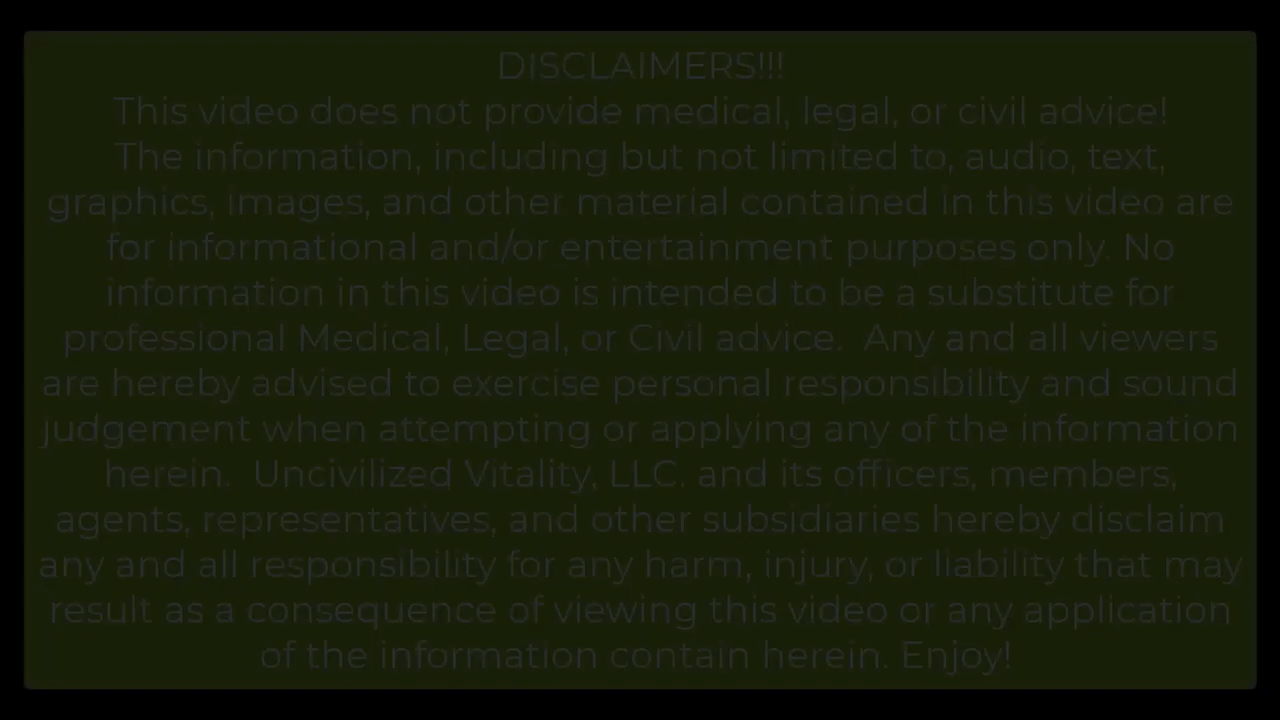 DISCLAIMERS!!!
This video does not provide medical, legal, or civil advice!
The information, including but not limited to, audio, text,
graphics, images, and other material contained in this video are
for informational and/or entertainment purposes only. No
information in this video is intended to be a substitute for
professional Medical, Legal, or Civil advice.  Any and all viewers
are hereby advised to exercise personal responsibility and sound
judgement when attempting or applying any of the information
herein.  Uncivilized Vitality, LLC. and its officers, members,
agents, representatives, and other subsidiaries hereby disclaim
any and all responsibility for any harm, injury, or liability that may
result as a consequence of viewing this video or any application
of the information contain herein. Enjoy!